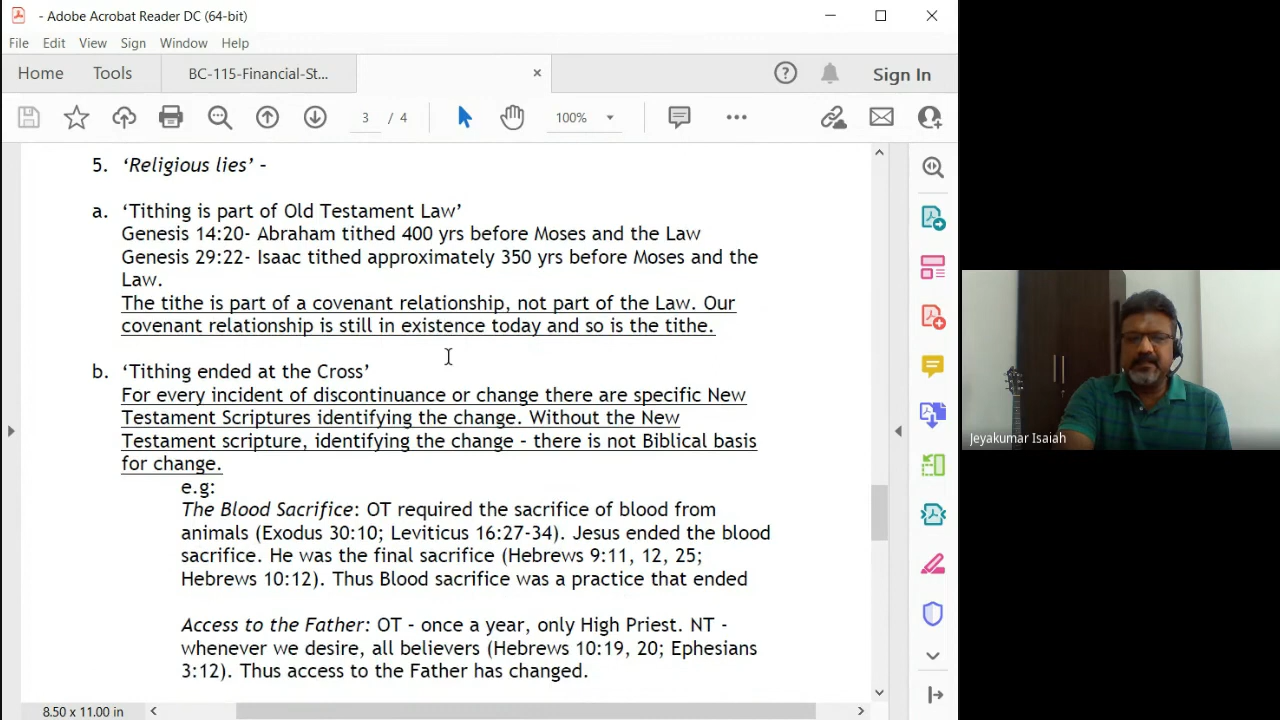 - Adobe Acrobat Reader DC (64-bit)
File Edit View Sign Window Help
Home Tools BC-115-Financial-St... Sign In
3 / 4 100%
5. ‘Religious lies’ -
a. ‘Tithing is part of Old Testament Law’
Genesis 14:20- Abraham tithed 400 yrs before Moses and the Law
Genesis 29:22- Isaac tithed approximately 350 yrs before Moses and the
Law.
The tithe is part of a covenant relationship, not part of the Law. Our
covenant relationship is still in existence today and so is the tithe.
b. ‘Tithing ended at the Cross’
For every incident of discontinuance or change there are specific New
Testament Scriptures identifying the change. Without the New
Testament scripture, identifying the change - there is not Biblical basis
for change.
e.g:
The Blood Sacrifice: OT required the sacrifice of blood from
animals (Exodus 30:10; Leviticus 16:27-34). Jesus ended the blood
sacrifice. He was the final sacrifice (Hebrews 9:11, 12, 25;
Hebrews 10:12). Thus Blood sacrifice was a practice that ended
Access to the Father: OT - once a year, only High Priest. NT -
whenever we desire, all believers (Hebrews 10:19, 20; Ephesians
3:12). Thus access to the Father has changed.
8.50 x 11.00 in
Jeyakumar Isaiah